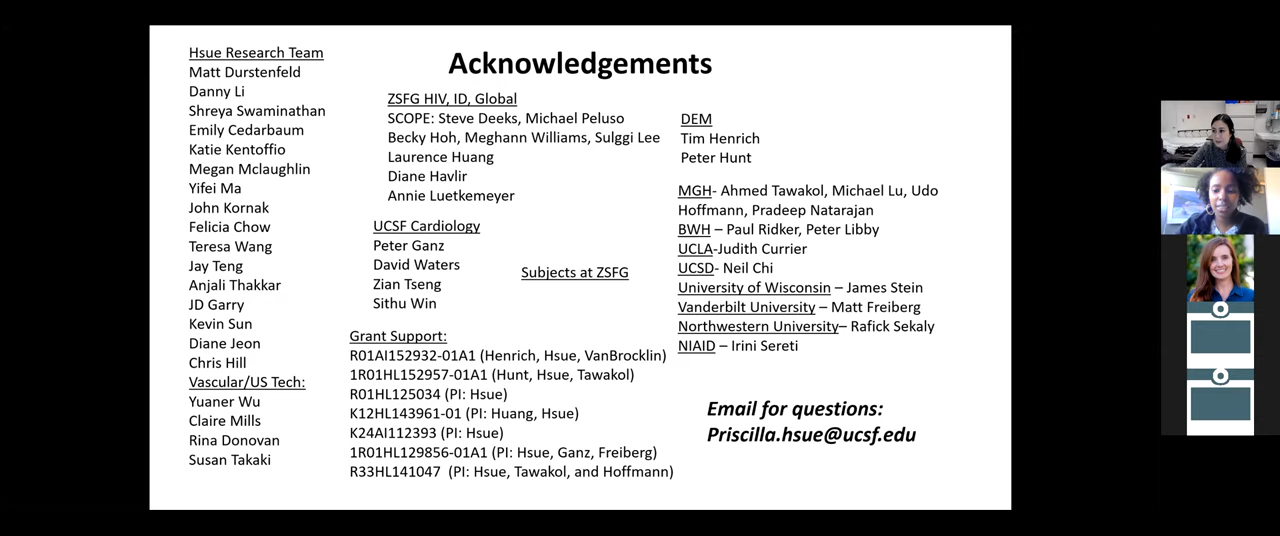 Acknowledgements
Hsue Research Team
Matt Durstenfeld
Danny Li
Shreya Swaminathan
Emily Cedarbaum
Katie Kentoffio
Megan Mclaughlin
Yifei Ma
John Kornak
Felicia Chow
Teresa Wang
Jay Teng
Anjali Thakkar
JD Garry
Kevin Sun
Diane Jeon
Chris Hill
Vascular/US Tech:
Yuaner Wu
Claire Mills
Rina Donovan
Susan Takaki
ZSFG HIV, ID, Global
SCOPE: Steve Deeks, Michael Peluso
Becky Hoh, Meghann Williams, Sulggi Lee
Laurence Huang
Diane Havlir
Annie Luetkemeyer
UCSF Cardiology
Peter Ganz
David Waters
Zian Tseng
Sithu Win
Subjects at ZSFG
Grant Support:
R01AI152932-01A1 (Henrich, Hsue, VanBrocklin)
1R01HL152957-01A1 (Hunt, Hsue, Tawakol)
R01HL125034 (PI: Hsue)
K12HL143961-01 (PI: Huang, Hsue)
K24AI112393 (PI: Hsue)
1R01HL129856-01A1 (PI: Hsue, Ganz, Freiberg)
R33HL141047 (PI: Hsue, Tawakol, and Hoffmann)
DEM
Tim Henrich
Peter Hunt
MGH- Ahmed Tawakol, Michael Lu, Udo
Hoffmann, Pradeep Natarajan
BWH – Paul Ridker, Peter Libby
UCLA-Judith Currier
UCSD- Neil Chi
University of Wisconsin – James Stein
Vanderbilt University – Matt Freiberg
Northwestern University– Rafick Sekaly
NIAID – Irini Sereti
Email for questions:
Priscilla.hsue@ucsf.edu